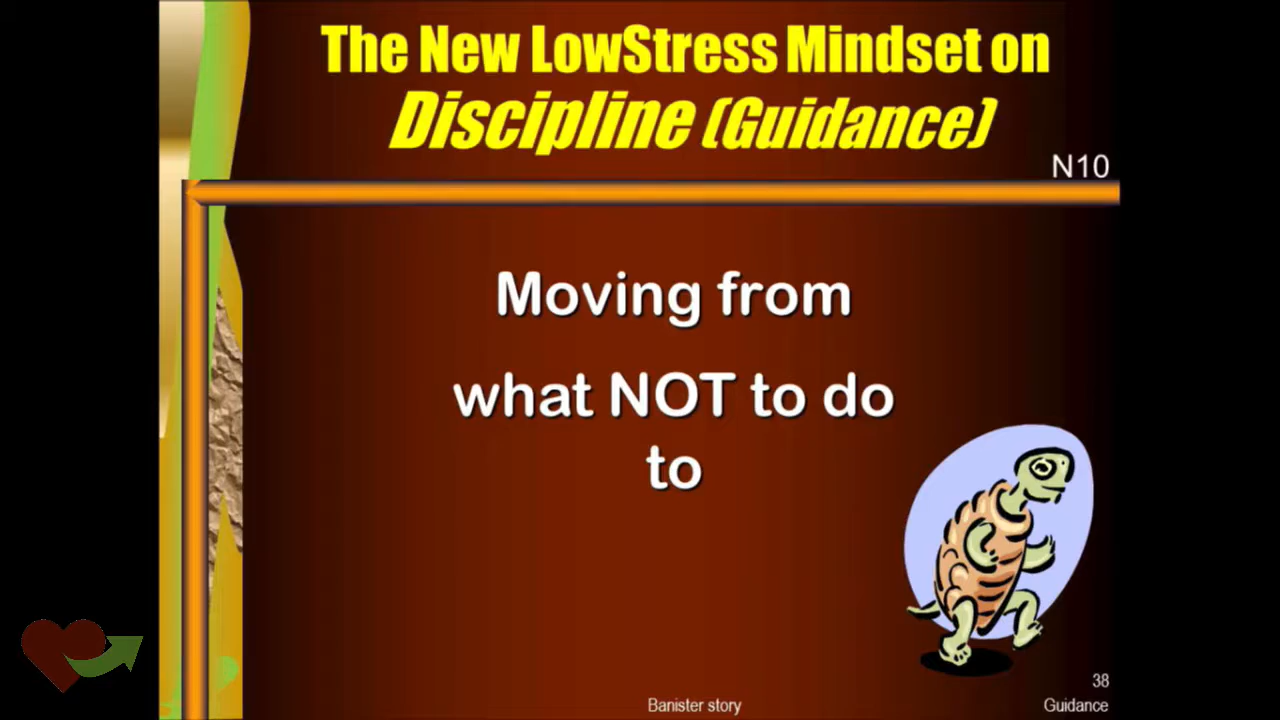 The New LowStress Mindset on
Discipline (Guidance)
N10
Moving from
what NOT to do
to
38
Banister story
Guidance